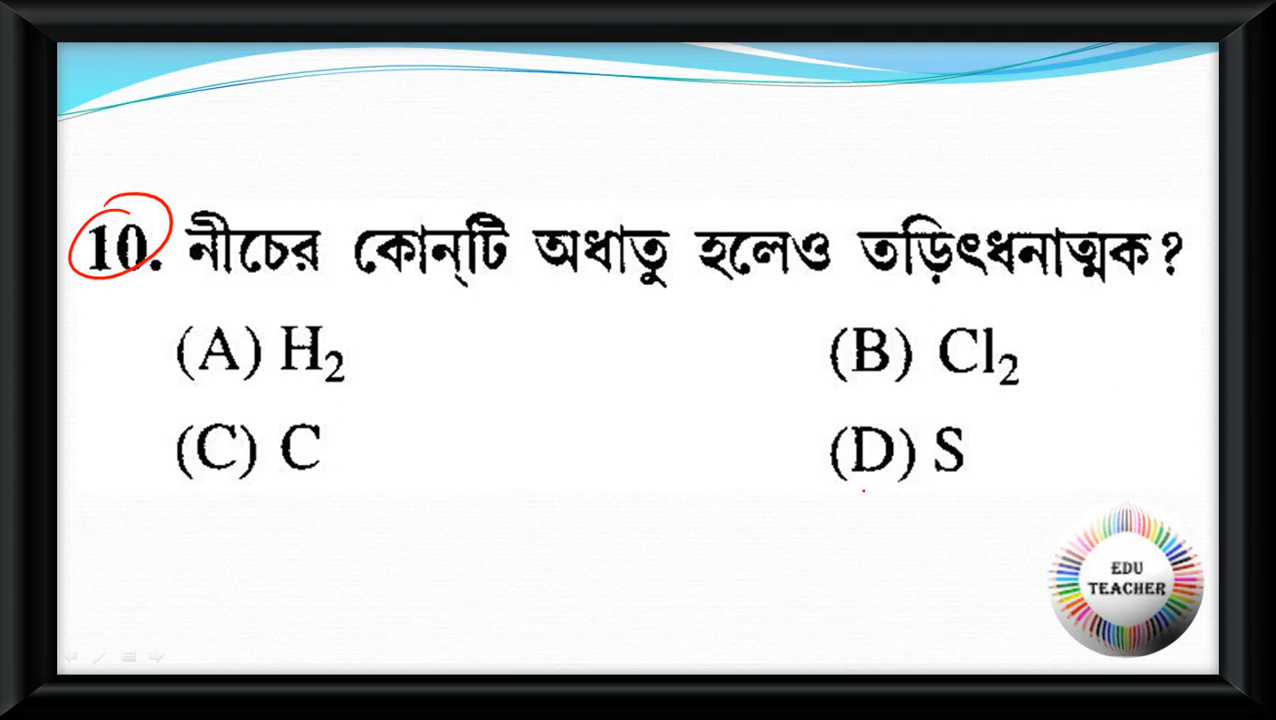 10. নীচের কোন্‌টি অধাতু হলেও তড়িৎধনাত্মক?
(A) H₂ (B) Cl₂
(C) C (D) S
EDU
TEACHER